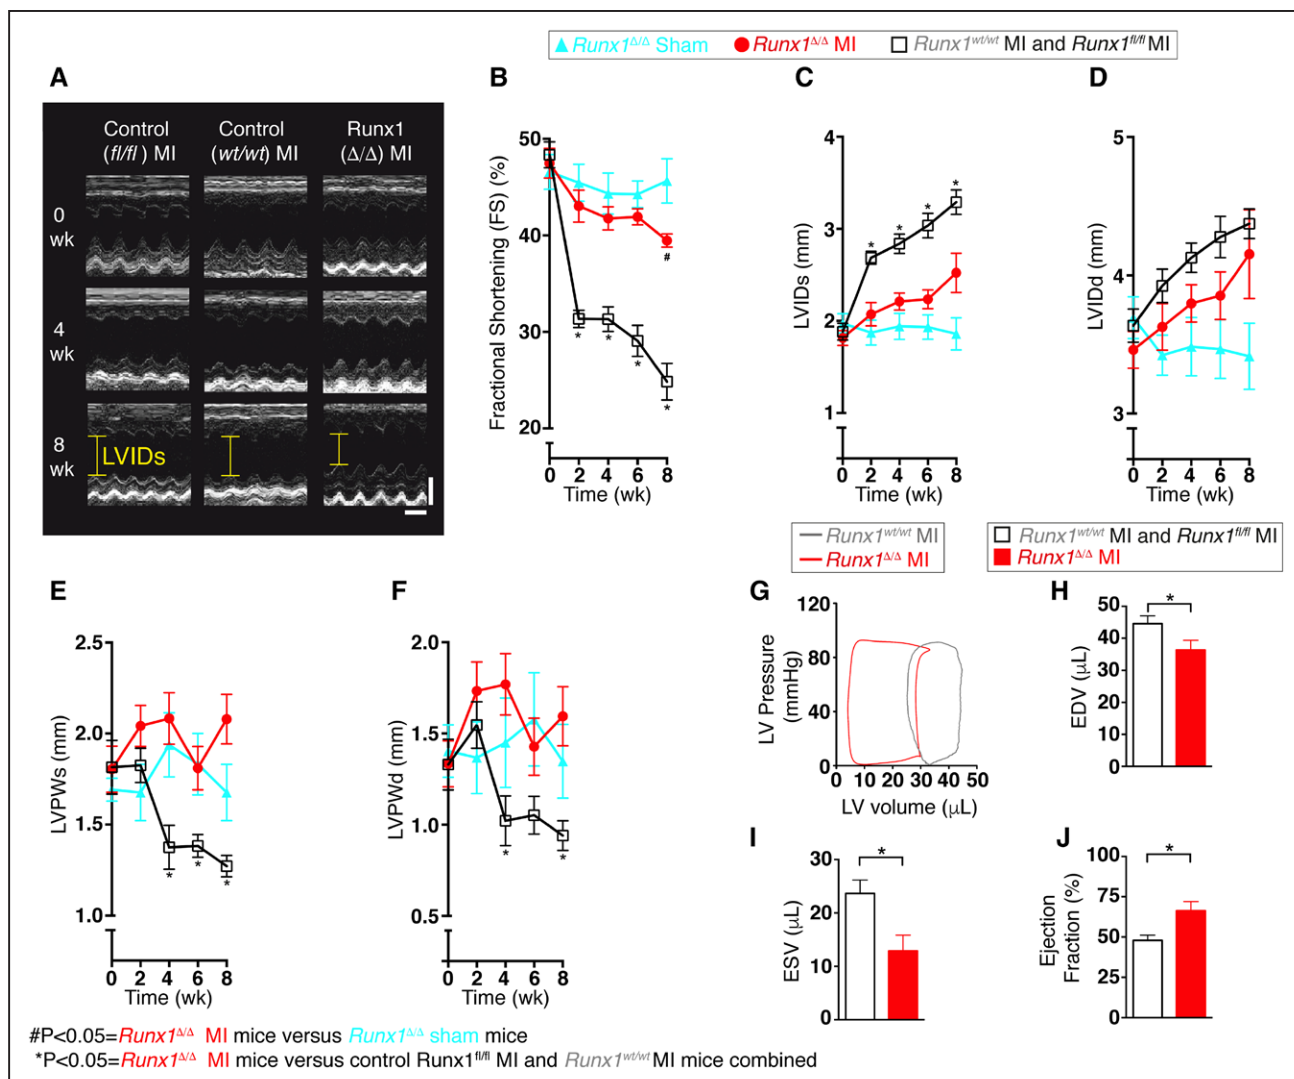 Runx1Δ/Δ Sham Runx1Δ/Δ MI Runx1wt/wt MI and Runx1fl/fl MI
A
Control (fl/fl ) MI
Control (wt/wt) MI
Runx1 (Δ/Δ) MI
0 wk
4 wk
8 wk
LVIDs
B
Fractional Shortening (FS) (%)
50
40
30
20
#
*
*
*
*
0 2 4 6 8
Time (wk)
C
LVIDs (mm)
4
3
2
1
* * * *
0 2 4 6 8
Time (wk)
D
LVIDd (mm)
5
4
3
0 2 4 6 8
Time (wk)
E
LVPWs (mm)
2.5
2.0
1.5
1.0
* * *
0 2 4 6 8
Time (wk)
F
LVPWd (mm)
2.0
1.5
1.0
0.5
* *
0 2 4 6 8
Time (wk)
Runx1wt/wt MI
Runx1Δ/Δ MI
Runx1wt/wt MI and Runx1fl/fl MI
Runx1Δ/Δ MI
G
LV Pressure (mmHg)
120
80
40
0
0 10 20 30 40 50
LV volume (μL)
H
EDV (μL)
50
40
30
20
10
0
*
I
ESV (μL)
30
20
10
0
*
J
Ejection Fraction (%)
100
75
50
25
0
*
#P<0.05=Runx1Δ/Δ MI mice versus Runx1Δ/Δ sham mice
*P<0.05=Runx1Δ/Δ MI mice versus control Runx1fl/fl MI and Runx1wt/wt MI mice combined